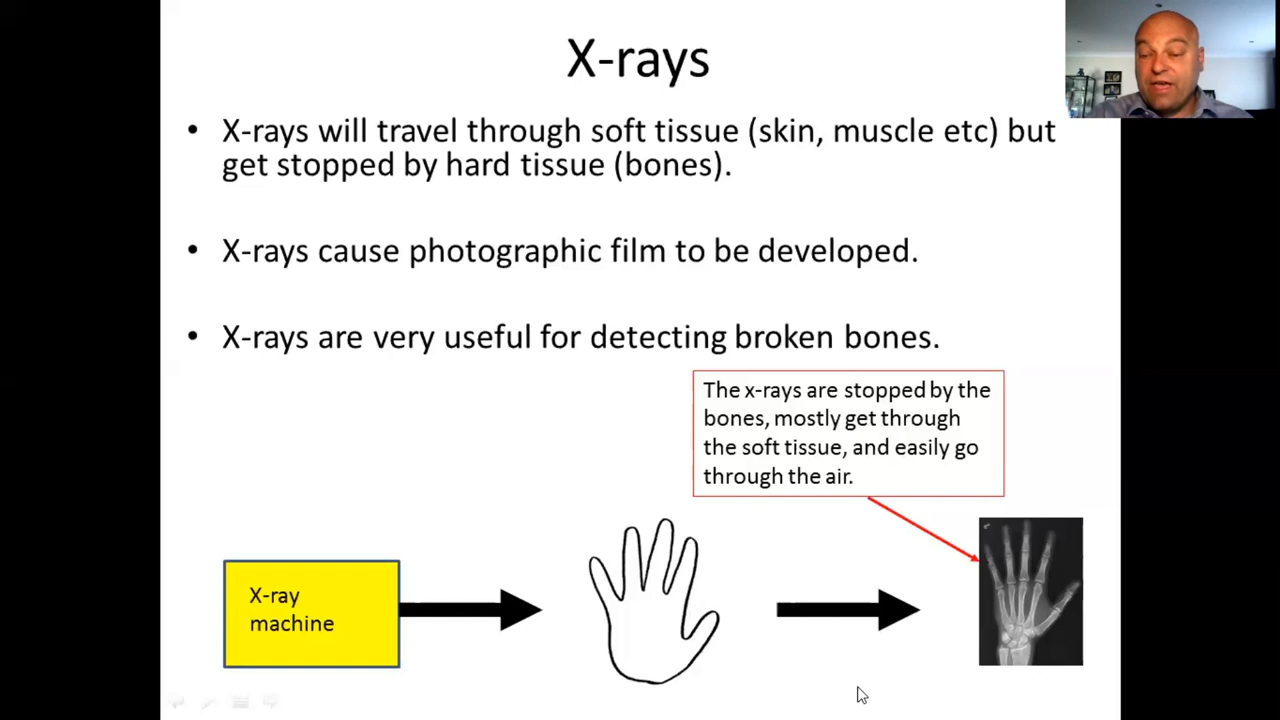 X-rays
• X-rays will travel through soft tissue (skin, muscle etc) but
get stopped by hard tissue (bones).
• X-rays cause photographic film to be developed.
• X-rays are very useful for detecting broken bones.
The x-rays are stopped by the
bones, mostly get through
the soft tissue, and easily go
through the air.
X-ray
machine